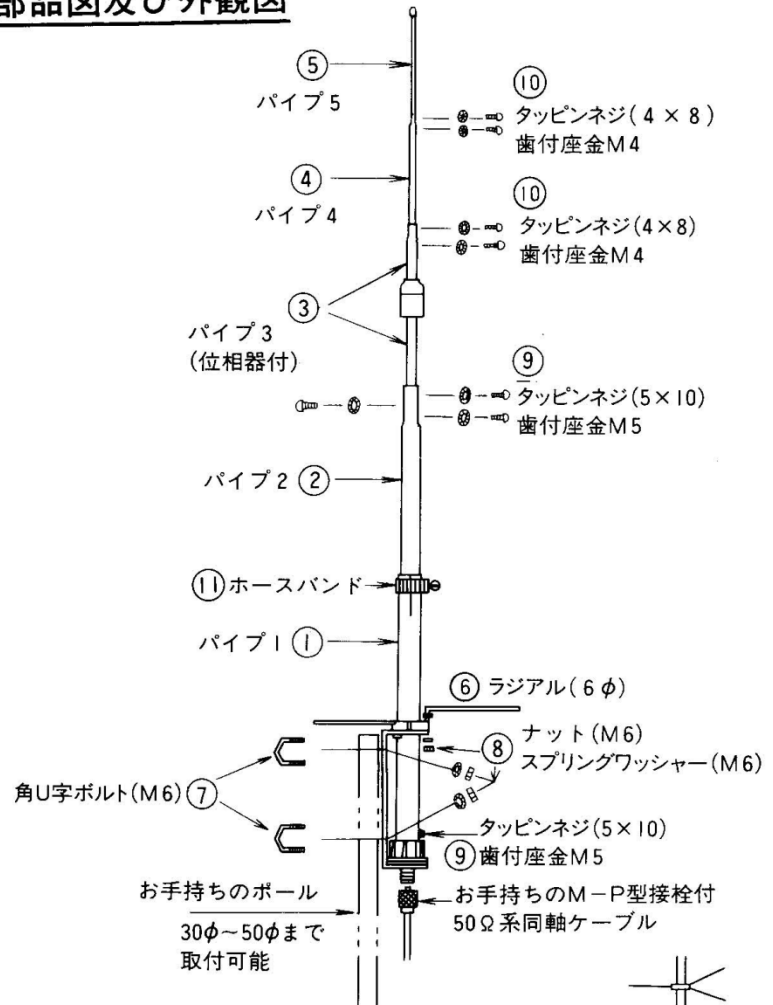 部品図及び外観図
⑤
パイプ5
⑩
タッピンネジ(4×8)
歯付座金M4
④
パイプ4
⑩
タッピンネジ(4×8)
歯付座金M4
③
パイプ3
(位相器付)
⑨
タッピンネジ(5×10)
歯付座金M5
パイプ2 ②
⑪ホースバンド
パイプ1 ①
⑥ ラジアル(6φ)
⑧ ナット(M6)
スプリングワッシャー(M6)
角U字ボルト(M6)⑦
タッピンネジ(5×10)
⑨歯付座金M5
お手持ちのポール
30φ~50φまで
取付可能
お手持ちのM-P型接栓付
50Ω系同軸ケーブル